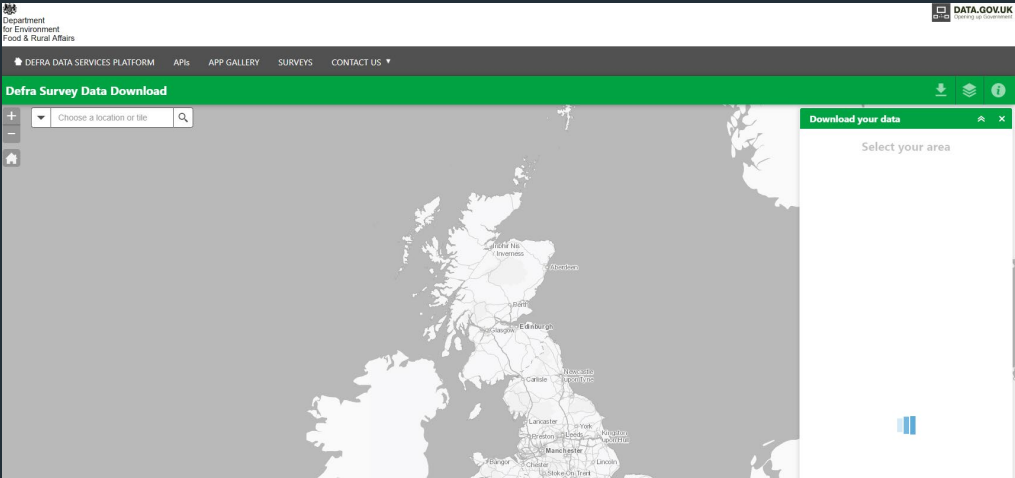 Department
for Environment
Food & Rural Affairs
DATA.GOV.UK
Opening up Government
DEFRA DATA SERVICES PLATFORM APIs APP GALLERY SURVEYS CONTACT US
Defra Survey Data Download
Choose a location or tile
Download your data
Select your area
Inbhir Nis
/ Inverness
Aberdeen
Perth
Glasgow
Edinburgh
Newcastle
upon Tyne
Carlisle
Lancaster
York
Preston
Leeds
Kingston
upon Hull
Manchester
Bangor
Chester
Lincoln
Stoke-On-Trent